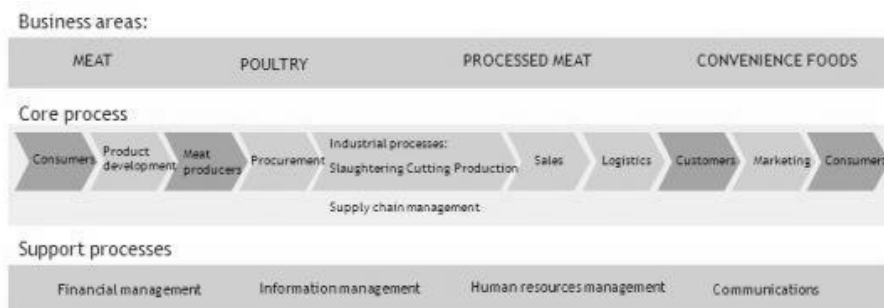 Business areas:
MEAT POULTRY PROCESSED MEAT CONVENIENCE FOODS
Core process
Consumers
Product
development
Meat
producers
Procurement
Industrial processes:
Slaughtering Cutting Production
Sales
Logistics
Customers
Marketing
Consumers
Supply chain management
Support processes
Financial management Information management Human resources management Communications